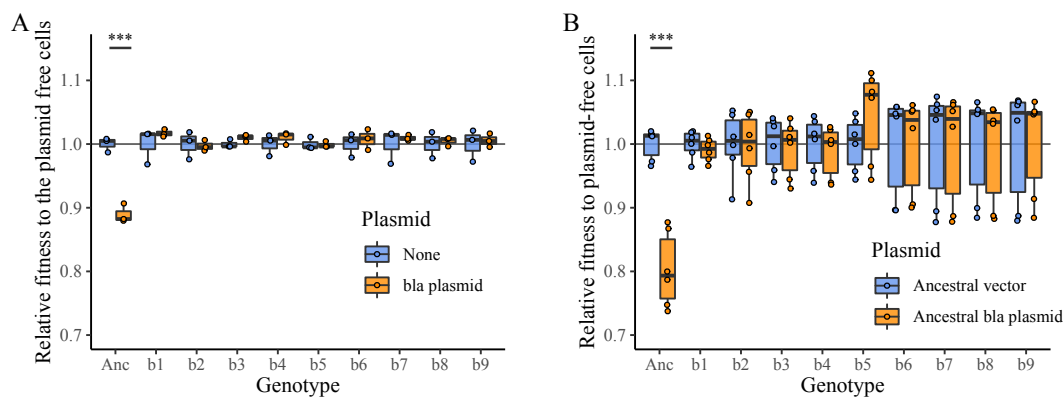 A
Relative fitness to the plasmid free cells
1.1
1.0
0.9
0.8
0.7
***
Plasmid
None
bla plasmid
Anc b1 b2 b3 b4 b5 b6 b7 b8 b9
Genotype
B
Relative fitness to plasmid-free cells
1.1
1.0
0.9
0.8
0.7
***
Plasmid
Ancestral vector
Ancestral bla plasmid
Anc b1 b2 b3 b4 b5 b6 b7 b8 b9
Genotype